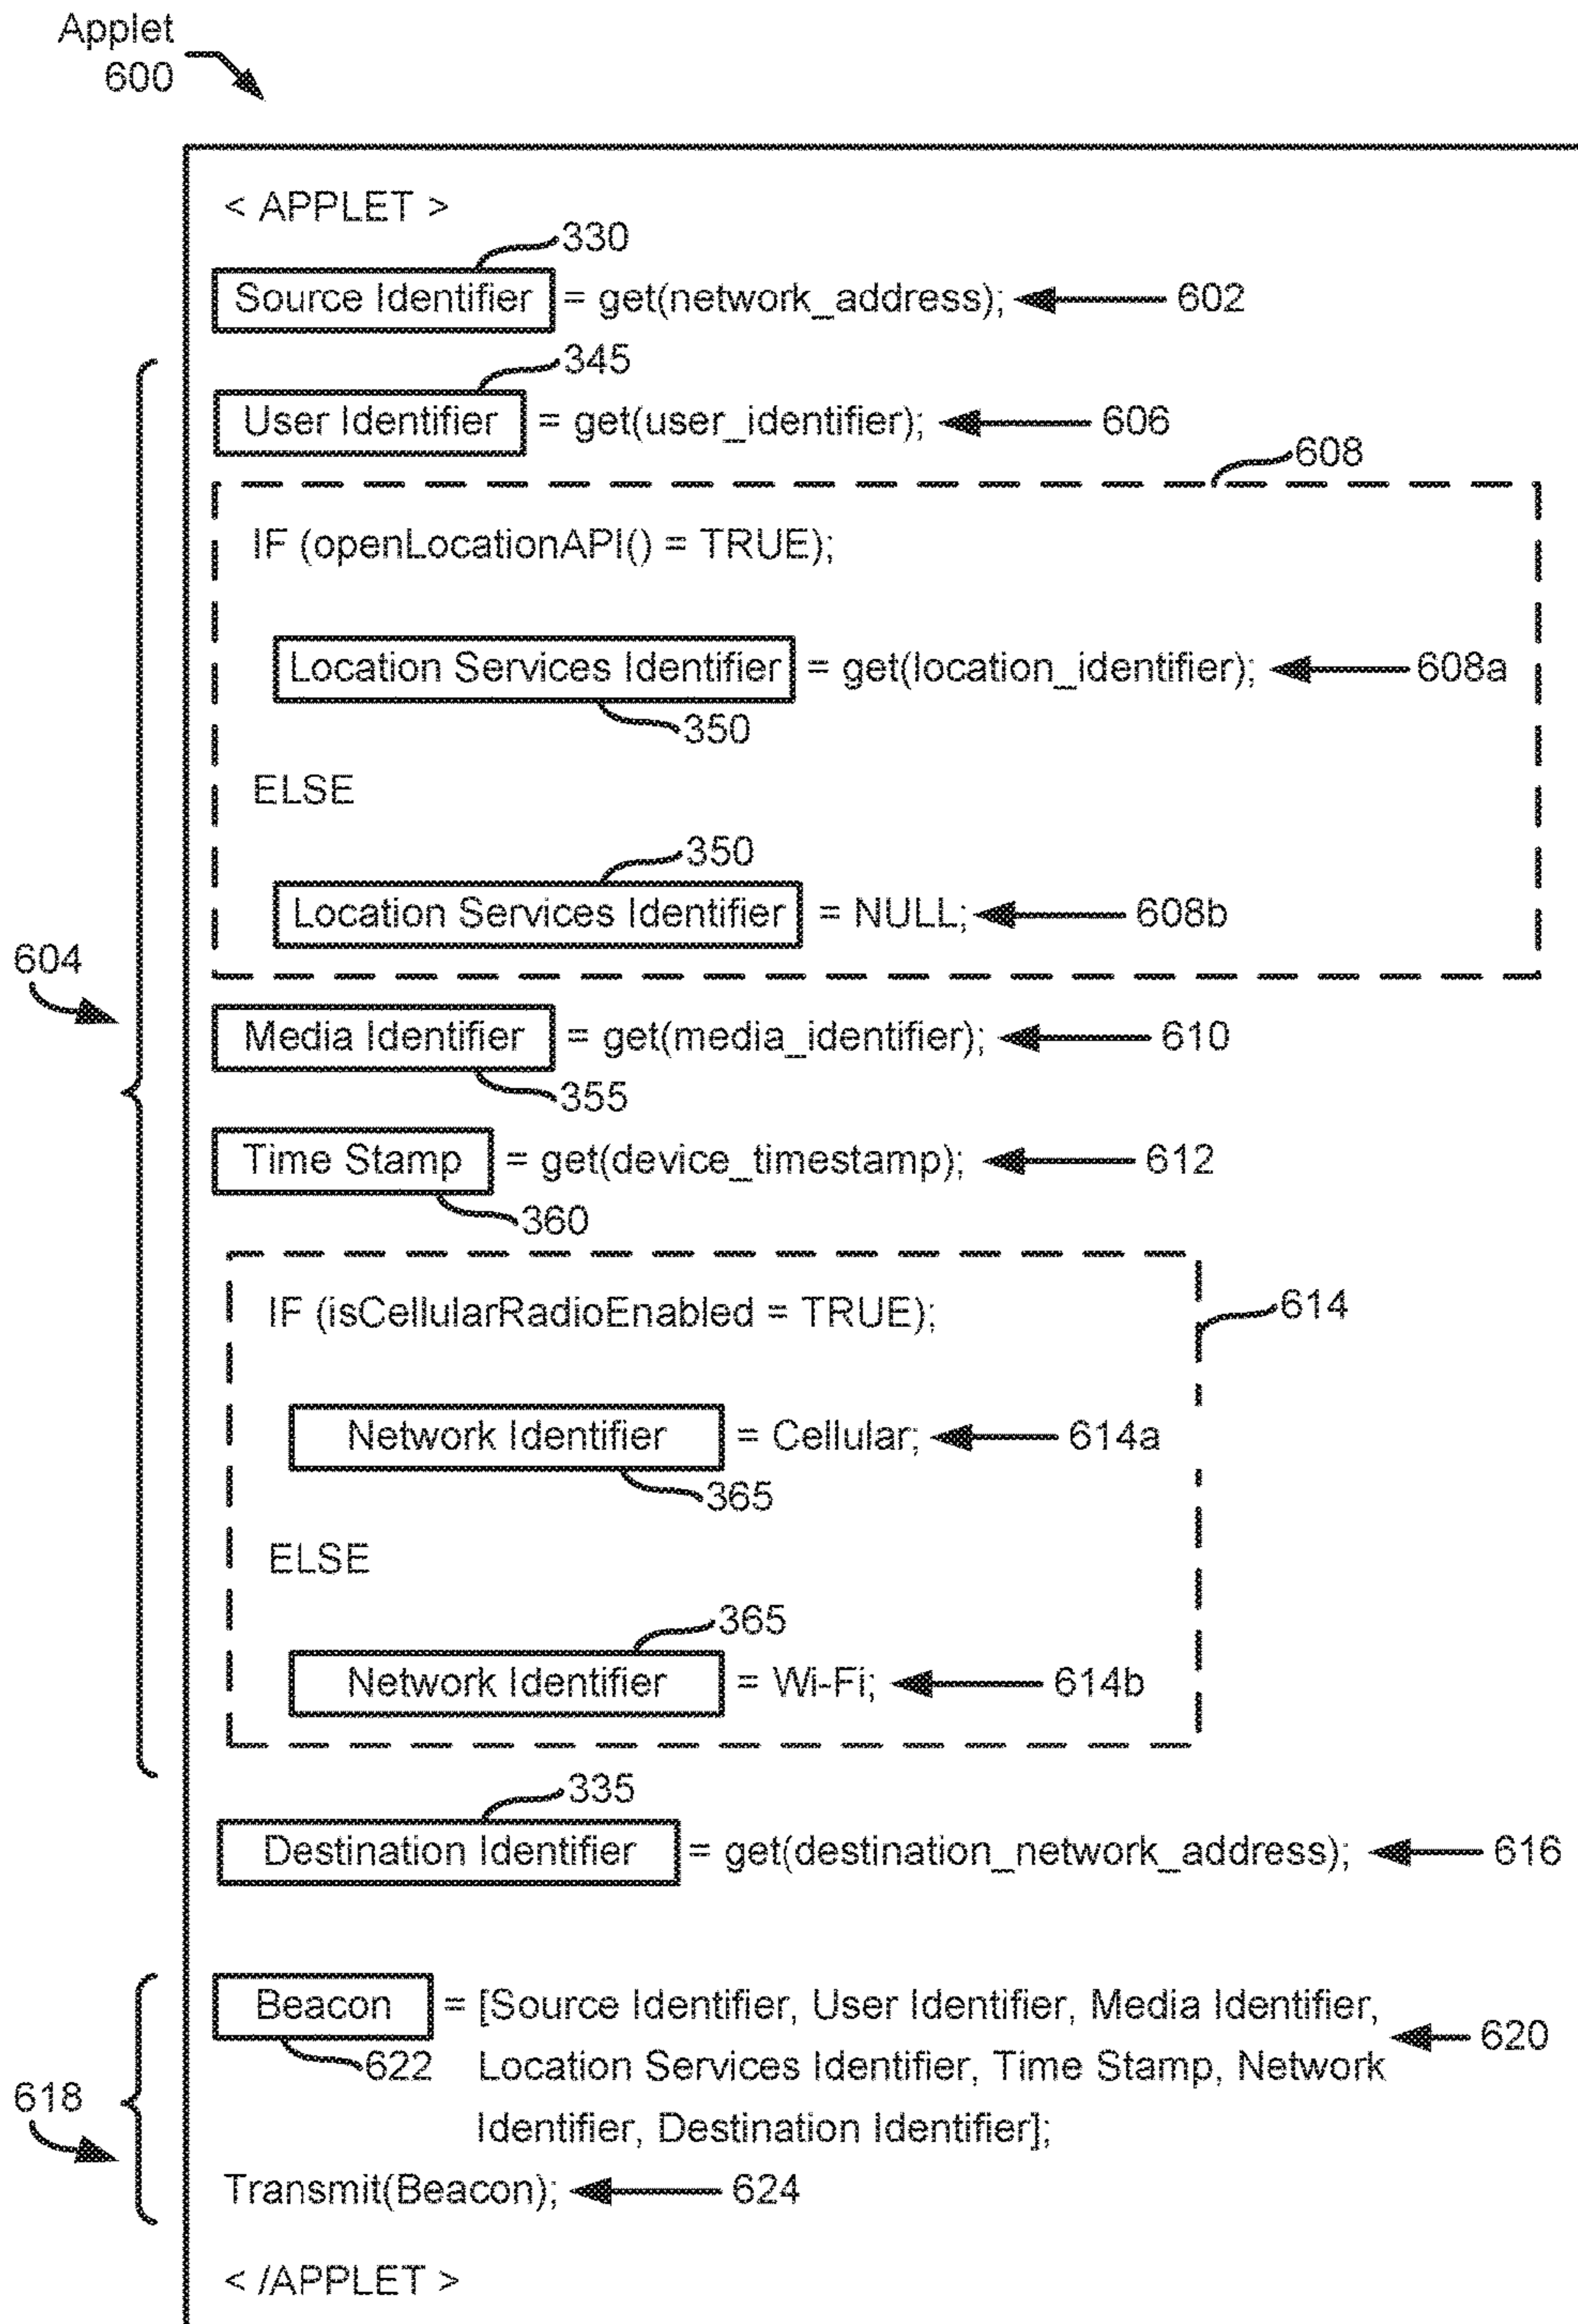 Applet
600
< APPLET >
330
Source Identifier = get(network_address); 602
345
User Identifier = get(user_identifier); 606
608
IF (openLocationAPI() = TRUE);
Location Services Identifier = get(location_identifier); 608a
350
ELSE
350
Location Services Identifier = NULL; 608b
604
Media Identifier = get(media_identifier); 610
355
Time Stamp = get(device_timestamp); 612
360
IF (isCellularRadioEnabled = TRUE);
614
Network Identifier = Cellular; 614a
365
ELSE
365
Network Identifier = Wi-Fi; 614b
335
Destination Identifier = get(destination_network_address); 616
Beacon = [Source Identifier, User Identifier, Media Identifier,
620
622 Location Services Identifier, Time Stamp, Network
618
Identifier, Destination Identifier];
Transmit(Beacon); 624
< /APPLET >